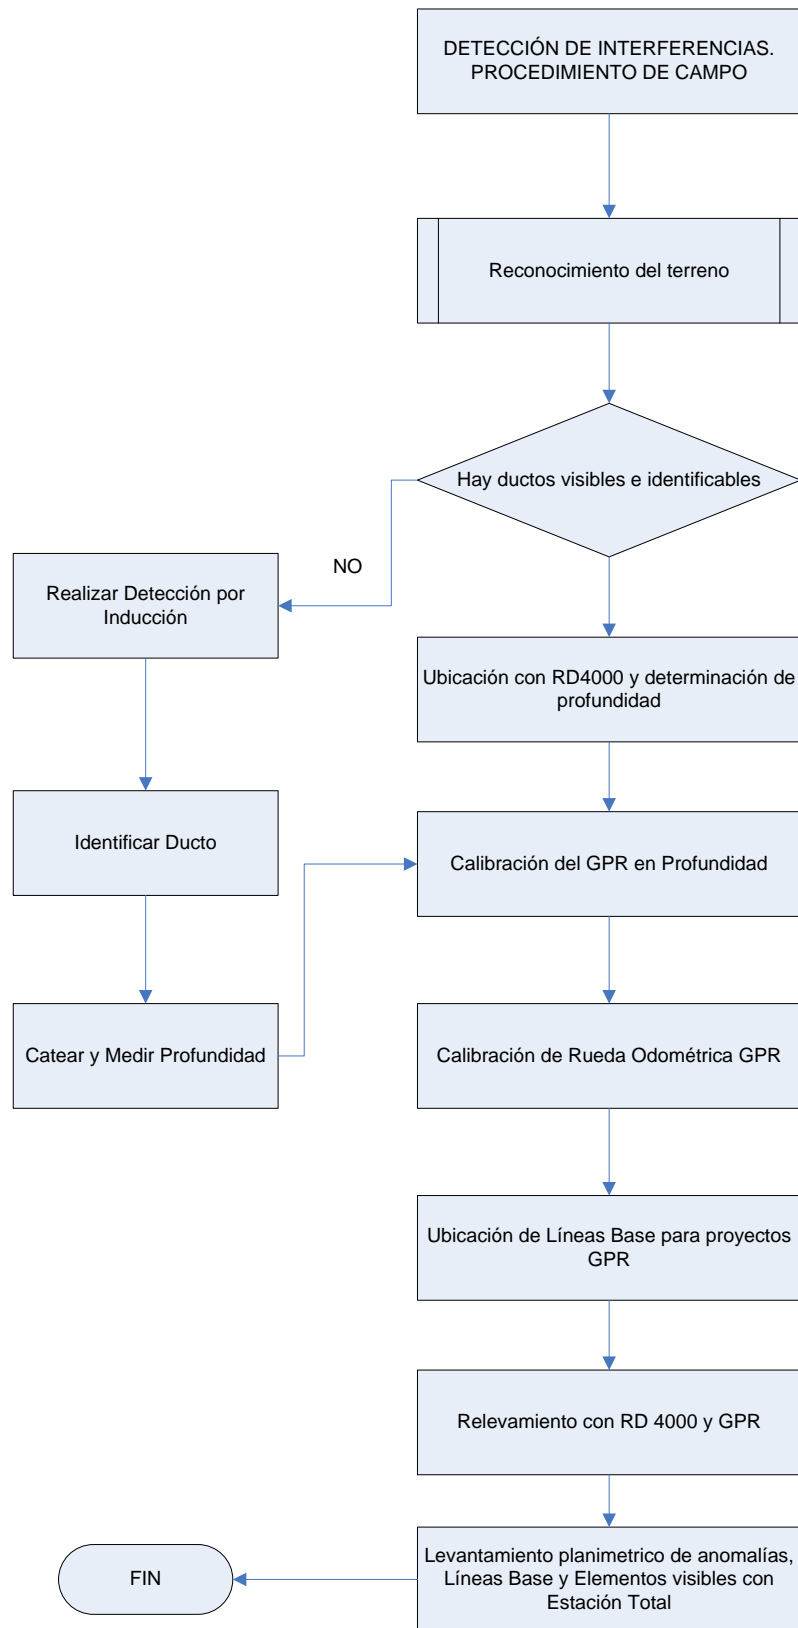 DETECCIÓN DE INTERFERENCIAS.
PROCEDIMIENTO DE CAMPO
Reconocimiento del terreno
Hay ductos visibles e identificables
NO
Realizar Detección por
Inducción
Ubicación con RD4000 y determinación de
profundidad
Identificar Ducto
Calibración del GPR en Profundidad
Catear y Medir Profundidad
Calibración de Rueda Odométrica GPR
Ubicación de Líneas Base para proyectos
GPR
Relevamiento con RD 4000 y GPR
Levantamiento planimetrico de anomalías,
Líneas Base y Elementos visibles con
Estación Total
FIN